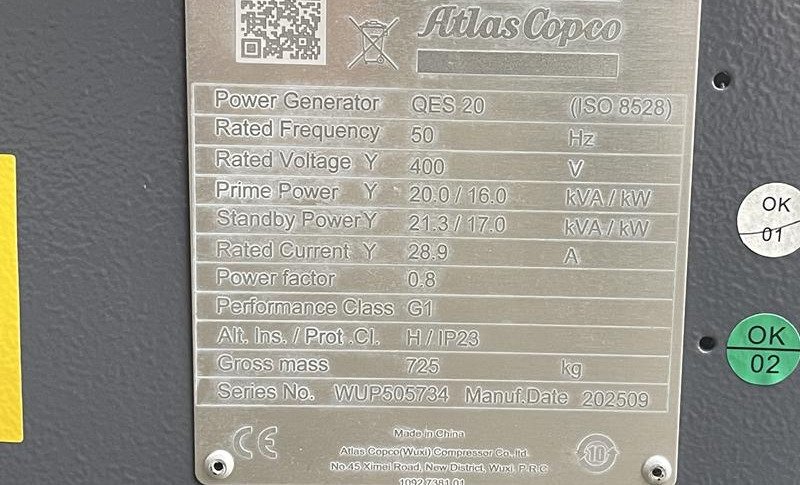 Atlas Copco
Power Generator QES 20 (ISO 8528)
Rated Frequency 50 Hz
Rated Voltage Y 400 V
Prime Power Y 20.0 / 16.0 kVA / kW
Standby Power Y 21.3 / 17.0 kVA / kW
Rated Current Y 28.9 A
Power factor 0.8
Performance Class G1
Alt. Ins. / Prot .Cl. H / IP23
Gross mass 725 kg
Series No. WUP505734 Manuf.Date 202509
CE
Made in China
10
Atlas Copco(Wuxi) Compressor Co.,ltd.
No.45 Ximei Road, New District, Wuxi, P.R.C
1092 7381 01
OK
01
OK
02